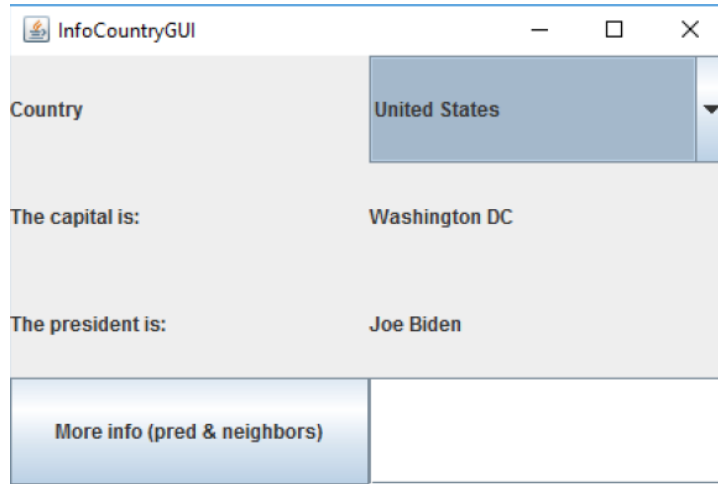 InfoCountryGUI
Country United States
The capital is: Washington DC
The president is: Joe Biden
More info (pred & neighbors)